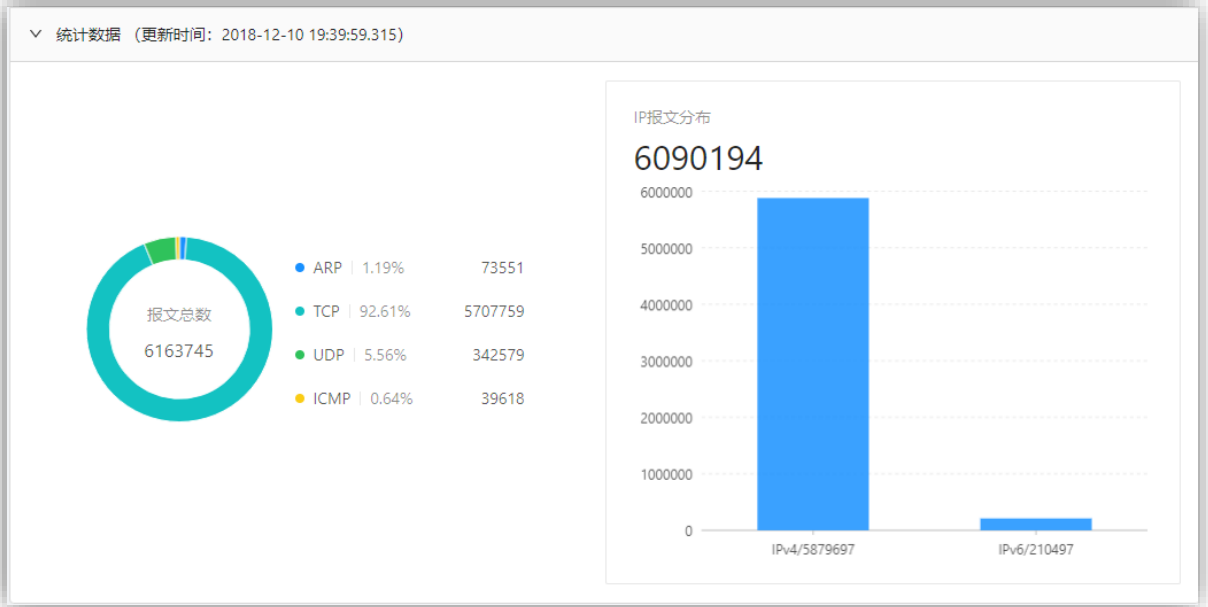 统计数据 （更新时间：2018-12-10 19:39:59.315）
报文总数
6163745
ARP | 1.19% 73551
TCP | 92.61% 5707759
UDP | 5.56% 342579
ICMP | 0.64% 39618
IP报文分布
6090194
6000000
5000000
4000000
3000000
2000000
1000000
0
IPv4/5879697 IPv6/210497